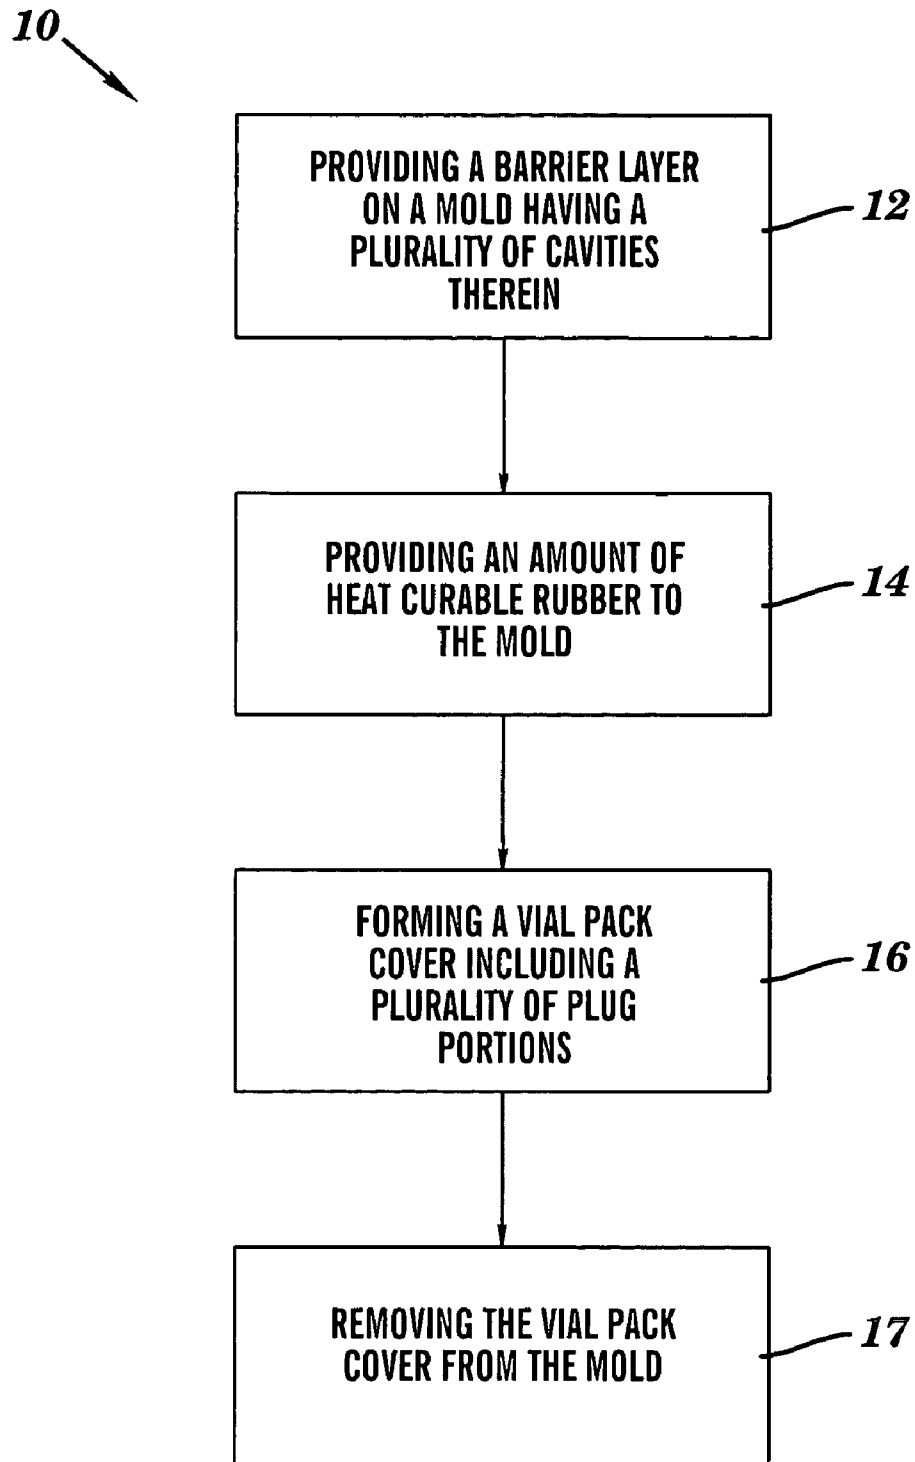 10
PROVIDING A BARRIER LAYER
ON A MOLD HAVING A
PLURALITY OF CAVITIES
THEREIN
12
PROVIDING AN AMOUNT OF
HEAT CURABLE RUBBER TO
THE MOLD
14
FORMING A VIAL PACK
COVER INCLUDING A
PLURALITY OF PLUG
PORTIONS
16
REMOVING THE VIAL PACK
COVER FROM THE MOLD
17